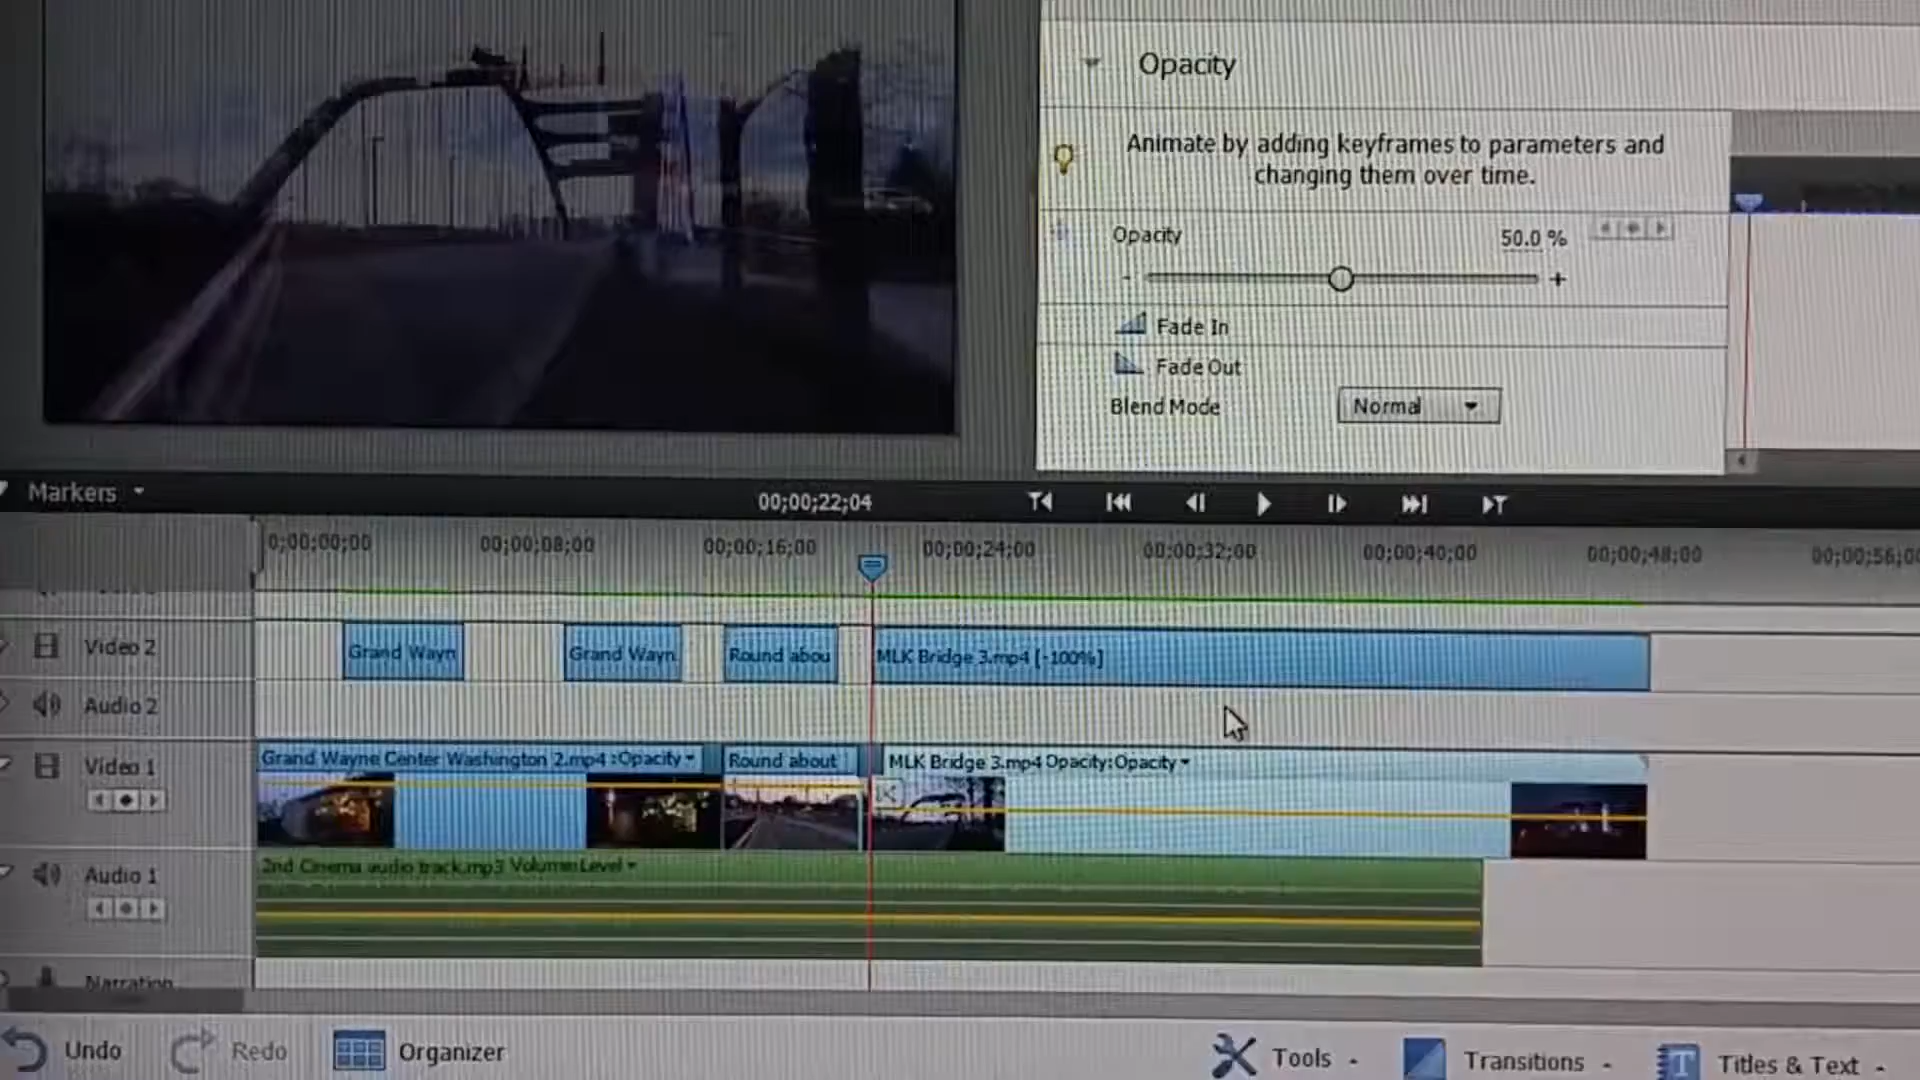 Opacity
Animate by adding keyframes to parameters and
changing them over time.
Opacity
50.0 %
- +
Fade In
Fade Out
Blend Mode
Normal
Markers
00;00;22;04
0;00;00;00
00;00;08;00
00;00;16;00
00;00;24;00
00;00;32;00
00;00;40;00
00;00;48;00
00;00;56;00
Video 2
Grand Wayn
Grand Wayn
Round abou
MLK Bridge 3.mp4 [-100%]
Audio 2
Video 1
Grand Wayne Center Washington 2.mp4 :Opacity
Round about
MLK Bridge 3.mp4 Opacity:Opacity
Audio 1
2nd Cinema audio track.mp3 Volume:Level
Narration
Undo
Redo
Organizer
Tools
Transitions
Titles & Text